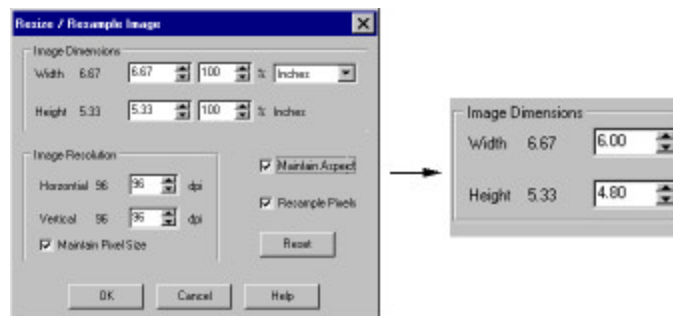 Resize / Resample Image
Image Dimensions
Width 6.67 6.67 100 % Inches
Height 5.33 5.33 100 % Inches
Image Resolution
Horizontal 96 96 dpi
Vertical 96 96 dpi
Maintain Pixel Size
Maintain Aspect
Resample Pixels
Reset
OK Cancel Help
Image Dimensions
Width 6.67 6.00
Height 5.33 4.80